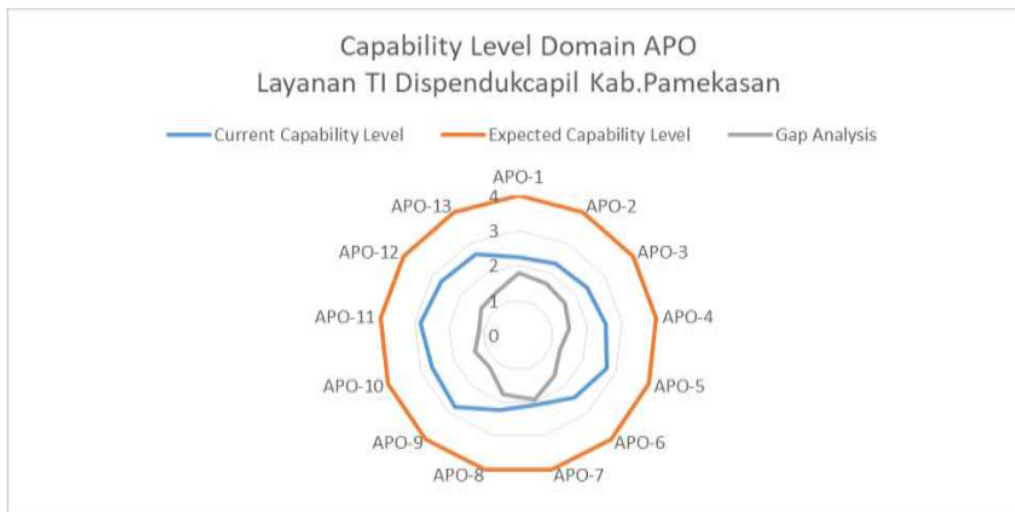 Capability Level Domain APO
Layanan TI Dispendukcapil Kab.Pamekasan
Current Capability Level
Expected Capability Level
Gap Analysis
APO-1
APO-2
APO-3
APO-4
APO-5
APO-6
APO-7
APO-8
APO-9
APO-10
APO-11
APO-12
APO-13
4
3
2
1
0